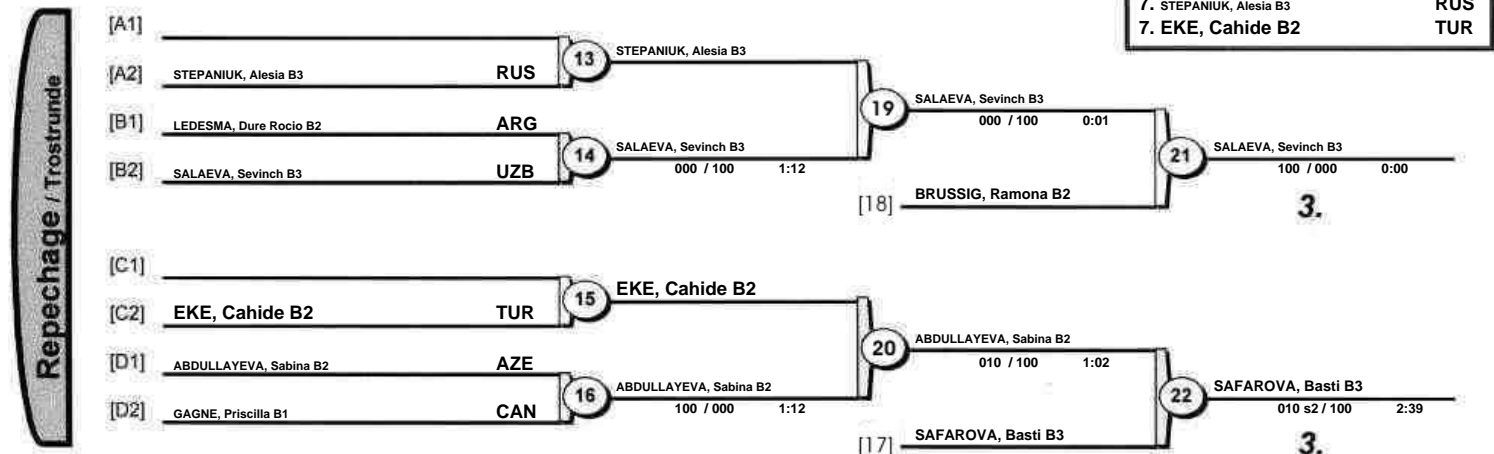 7. STEPANIUK, Alesia B3 RUS
7. EKE, Cahide B2 TUR
Repechage / Trostrunde
[A1]
13 STEPANIUK, Alesia B3
[A2] STEPANIUK, Alesia B3 RUS
19 SALAEVA, Sevinch B3
000 / 100 0:01
[B1] LEDESMA, Dure Rocio B2 ARG
14 SALAEVA, Sevinch B3
000 / 100 1:12
21 SALAEVA, Sevinch B3
100 / 000 0:00
[B2] SALAEVA, Sevinch B3 UZB
[18] BRUSSIG, Ramona B2
3.
[C1]
15 EKE, Cahide B2
[C2] EKE, Cahide B2 TUR
20 ABDULLAYEVA, Sabina B2
010 / 100 1:02
[D1] ABDULLAYEVA, Sabina B2 AZE
16 ABDULLAYEVA, Sabina B2
100 / 000 1:12
22 SAFAROVA, Basti B3
010 s2 / 100 2:39
[D2] GAGNE, Priscilla B1 CAN
[17] SAFAROVA, Basti B3
3.